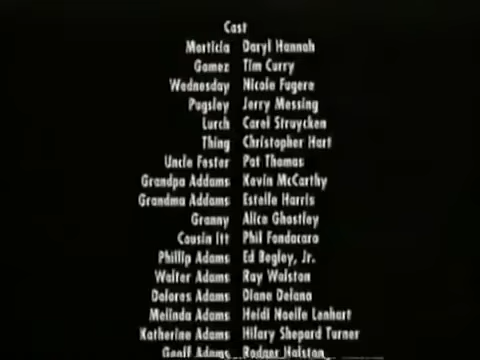 Cast
Morticia Daryl Hannah
Gomez Tim Curry
Wednesday Nicole Fugere
Pugsley Jerry Messing
Lurch Carel Struycken
Thing Christopher Hart
Uncle Fester Pat Thomas
Grandpa Addams Kevin McCarthy
Grandma Addams Estelle Harris
Granny Alice Ghostley
Cousin Itt Phil Fondacaro
Phillip Adams Ed Begley, Jr.
Walter Adams Ray Walston
Dolores Adams Diane Delano
Melinda Adams Heidi Noelle Lenhart
Katherine Adams Hilary Shepard Turner
Adams